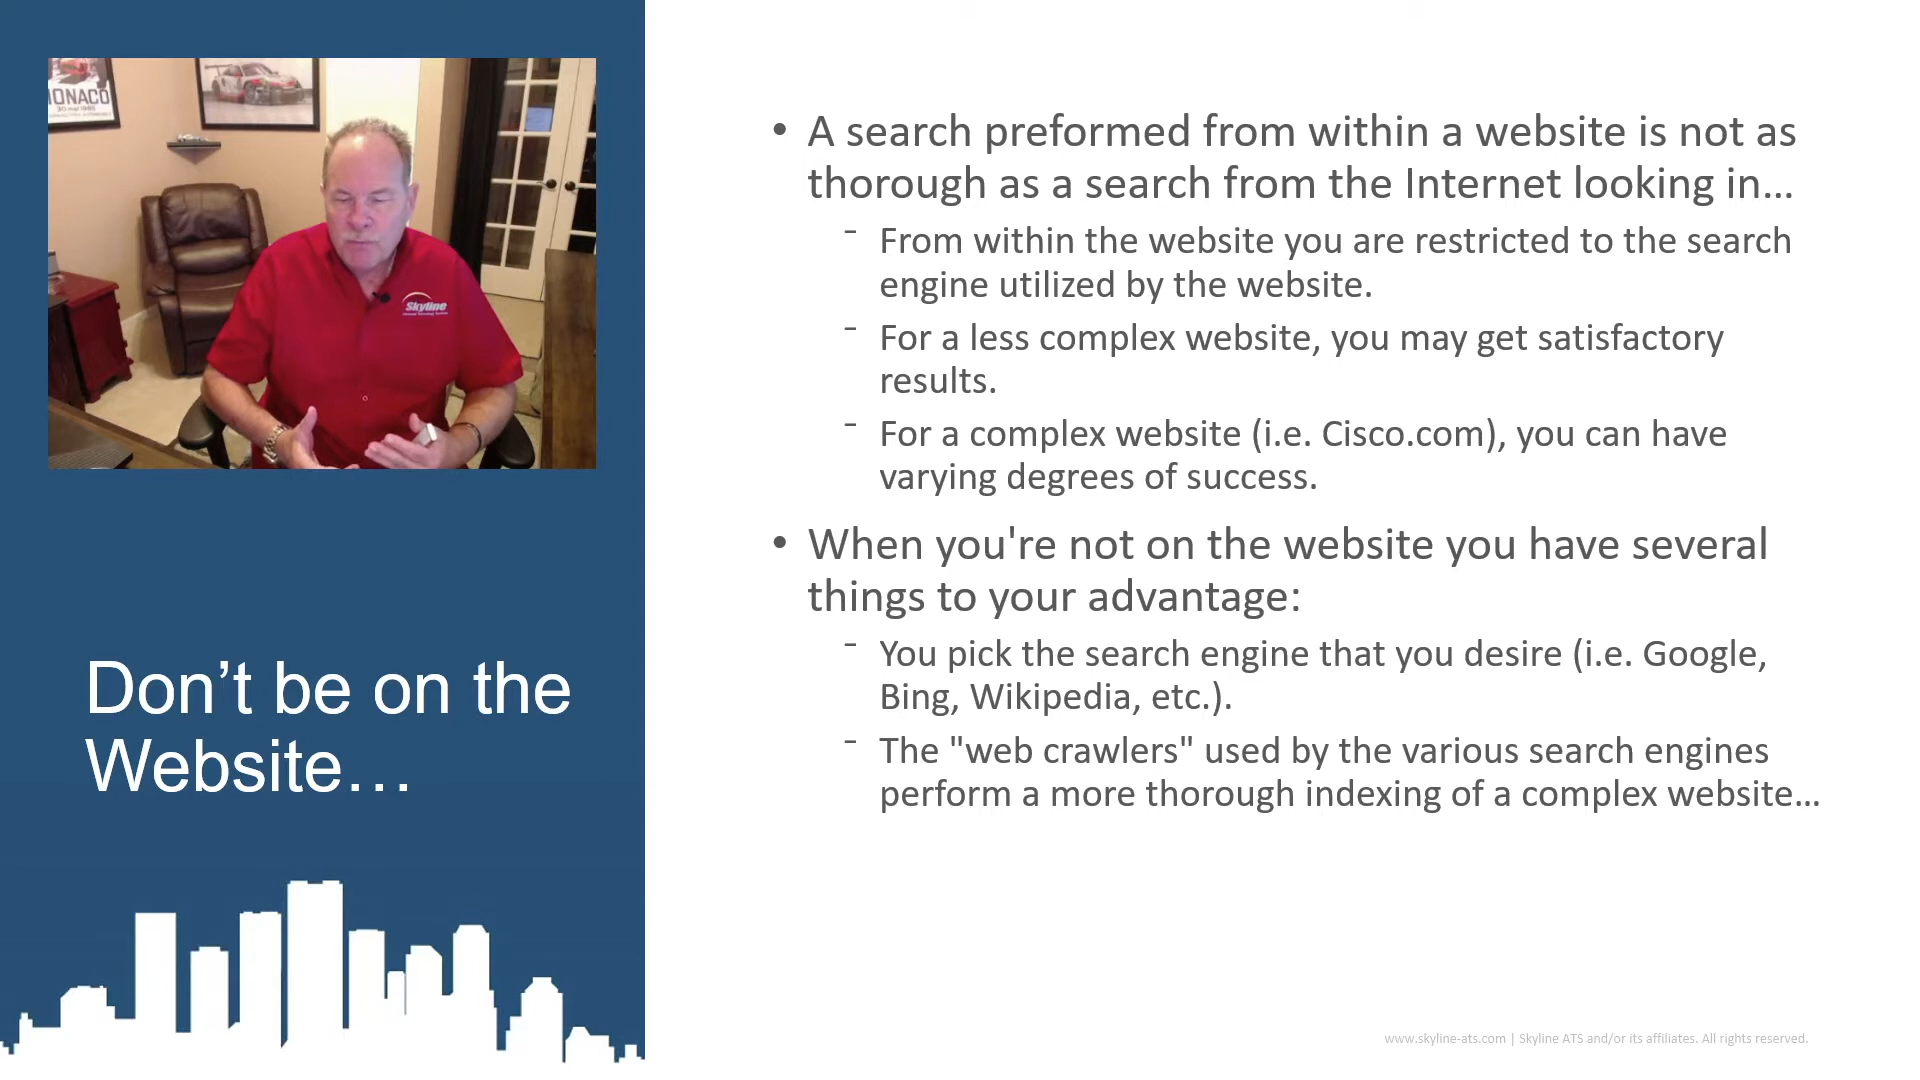 MONACO
Skyline
Don’t be on the
Website…
• A search preformed from within a website is not as
thorough as a search from the Internet looking in…
- From within the website you are restricted to the search
engine utilized by the website.
- For a less complex website, you may get satisfactory
results.
- For a complex website (i.e. Cisco.com), you can have
varying degrees of success.
• When you're not on the website you have several
things to your advantage:
- You pick the search engine that you desire (i.e. Google,
Bing, Wikipedia, etc.).
- The "web crawlers" used by the various search engines
perform a more thorough indexing of a complex website…
www.skyline-ats.com | Skyline ATS and/or its affiliates. All rights reserved.